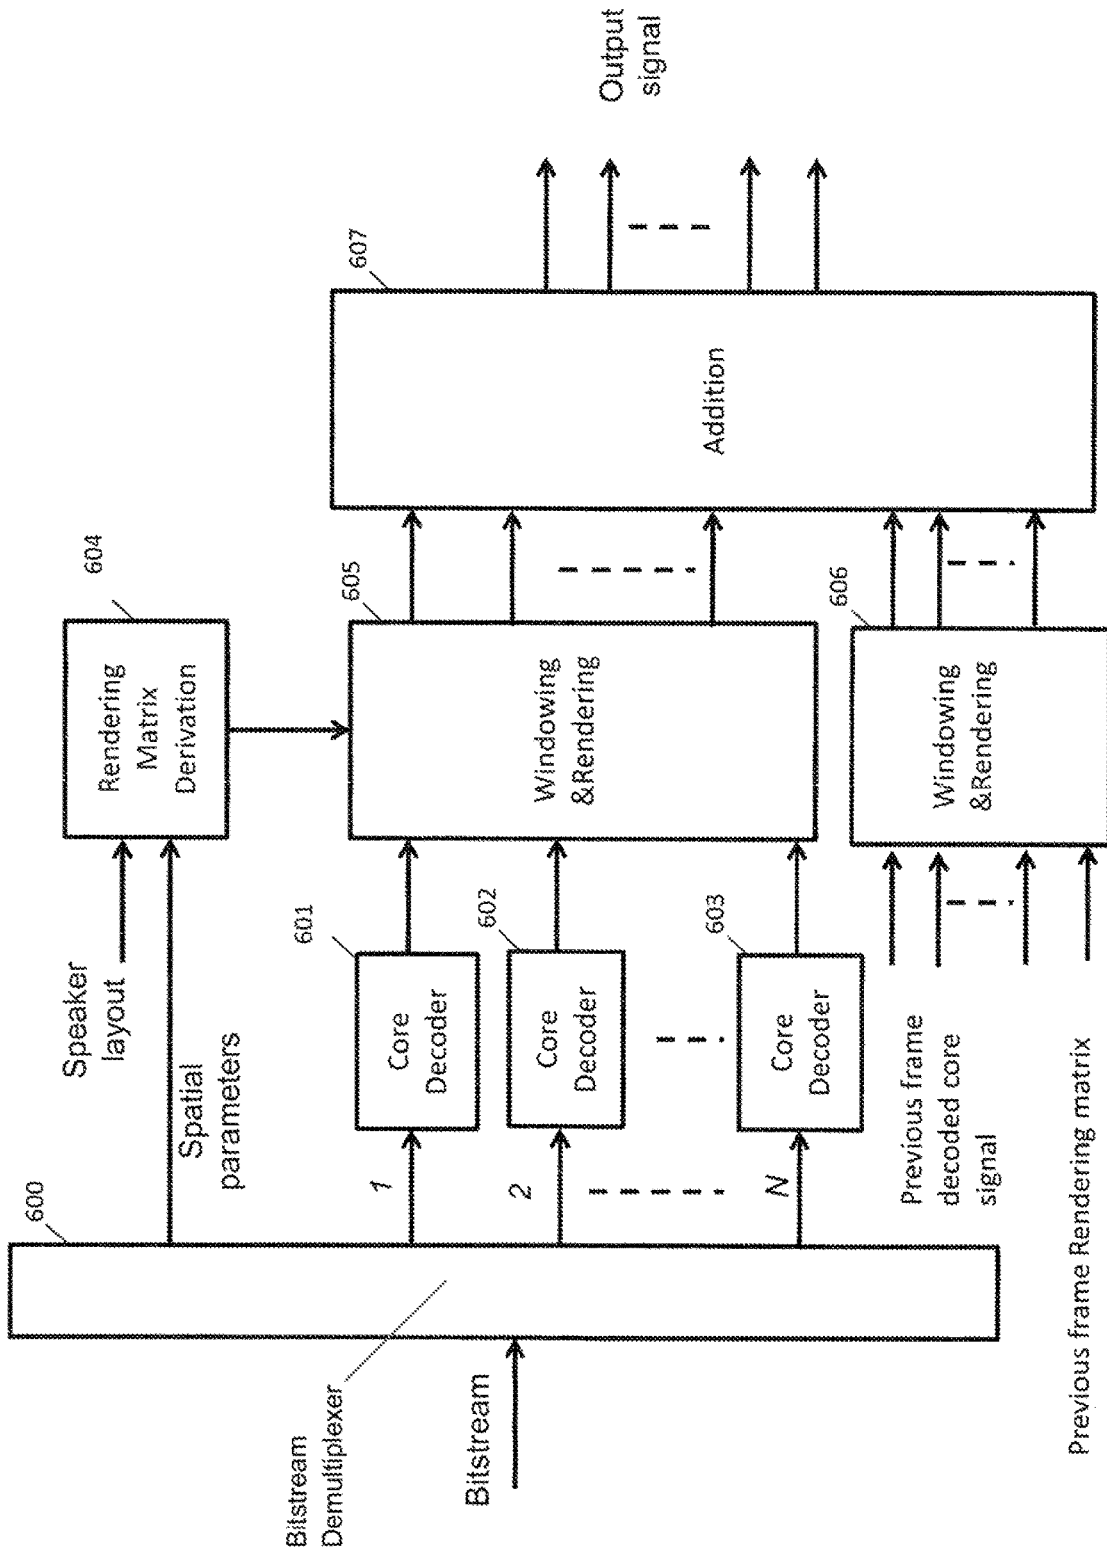 Bitstream
Demultiplexer
Bitstream
600
Spatial
parameters
Speaker
layout
1
2
N
601
Core
Decoder
602
Core
Decoder
603
Core
Decoder
604
Rendering
Matrix
Derivation
605
Windowing
&Rendering
606
Windowing
&Rendering
Previous frame
decoded core
signal
Previous frame Rendering matrix
607
Addition
Output
signal